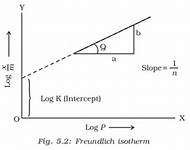 Y
b
Ω
a
Log x/m
Slope= 1/n
Log K (Intercept)
O
X
Log P
Fig. 5.2: Freundlich isotherm